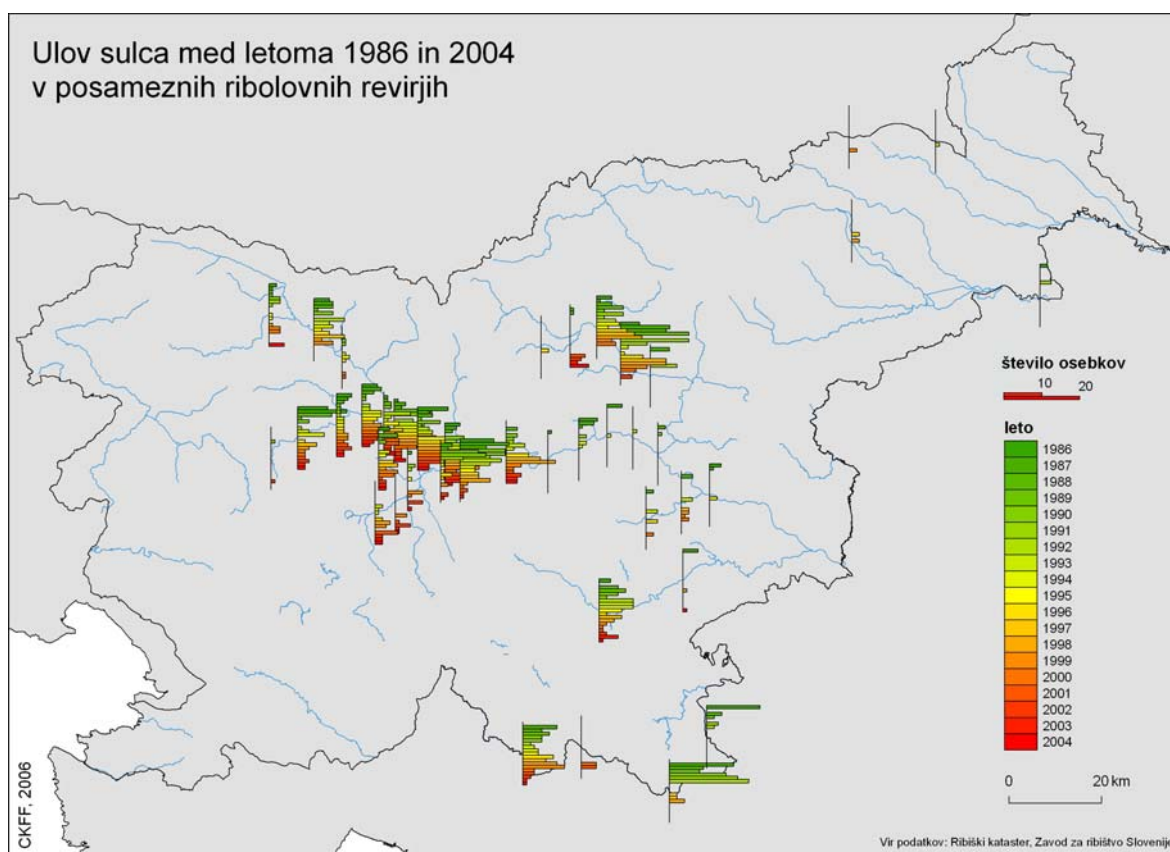 Ulov sulca med letoma 1986 in 2004
v posameznih ribolovnih revirjih
število osebkov
10 20
leto
1986
1987
1988
1989
1990
1991
1992
1993
1994
1995
1996
1997
1998
1999
2000
2001
2002
2003
2004
0 20 km
CKFF, 2006
Vir podatkov: Ribiški kataster, Zavod za ribištvo Slovenije